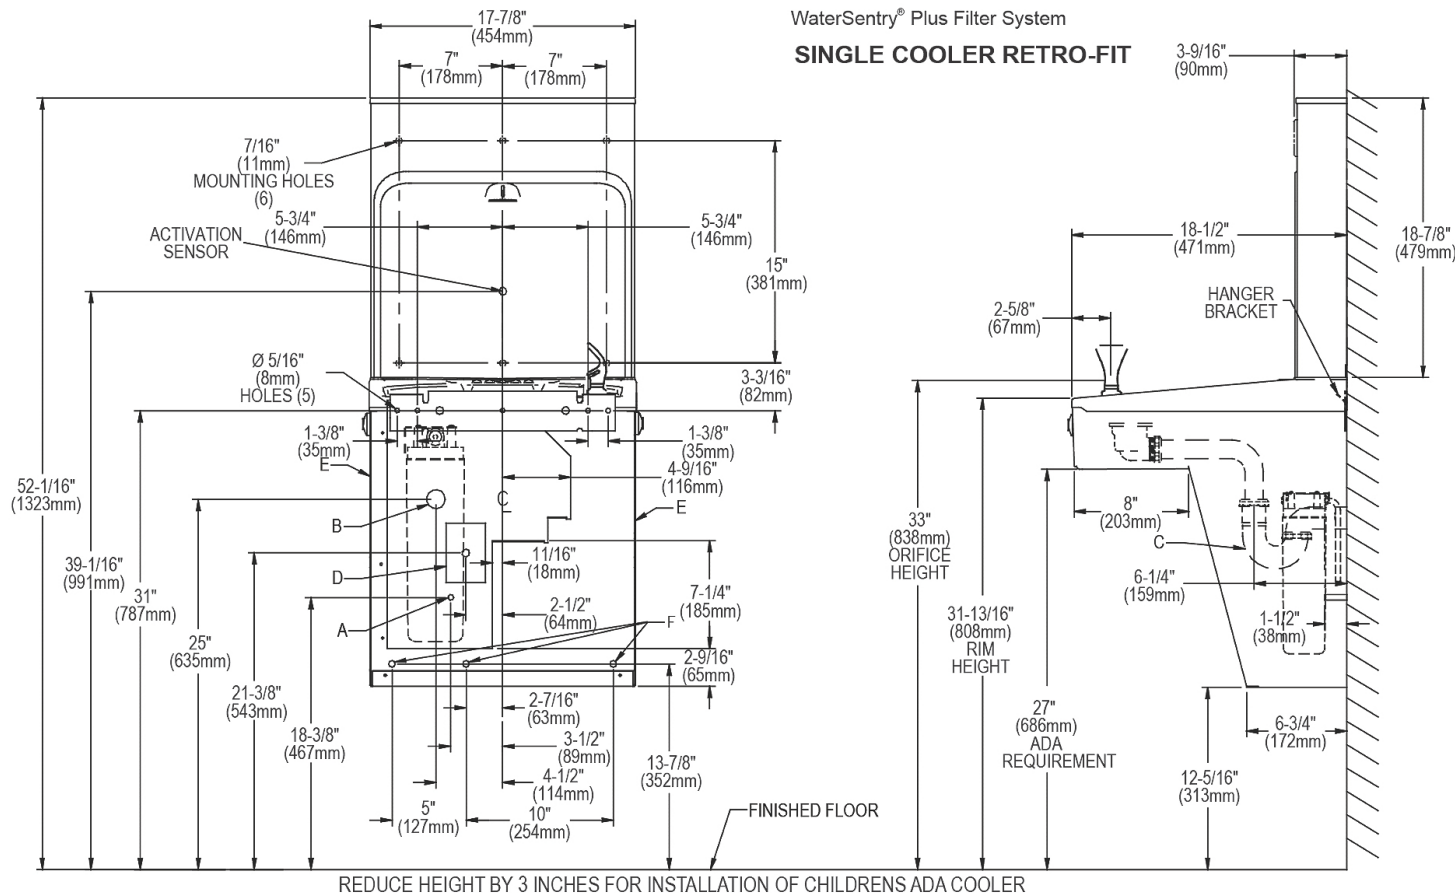 WaterSentry® Plus Filter System
SINGLE COOLER RETRO-FIT
17-7/8"
(454mm)
7"
(178mm)
7"
(178mm)
3-9/16"
(90mm)
7/16"
(11mm)
MOUNTING HOLES
(6)
5-3/4"
(146mm)
5-3/4"
(146mm)
ACTIVATION
SENSOR
15"
(381mm)
18-1/2"
(471mm)
18-7/8"
(479mm)
HANGER
BRACKET
2-5/8"
(67mm)
Ø 5/16"
(8mm)
HOLES (5)
3-3/16"
(82mm)
1-3/8"
(35mm)
1-3/8"
(35mm)
E
4-9/16"
(116mm)
52-1/16"
(1323mm)
C
L
B
E
8"
(203mm)
33"
(838mm)
ORIFICE
HEIGHT
C
39-1/16"
(991mm)
D
11/16"
(18mm)
6-1/4"
(159mm)
31"
(787mm)
7-1/4"
(185mm)
2-1/2"
(64mm)
A
F
31-13/16"
(808mm)
RIM
HEIGHT
1-1/2"
(38mm)
25"
(635mm)
2-9/16"
(65mm)
21-3/8"
(543mm)
2-7/16"
(63mm)
27"
(686mm)
ADA
REQUIREMENT
6-3/4"
(172mm)
18-3/8"
(467mm)
3-1/2"
(89mm)
13-7/8"
(352mm)
4-1/2"
(114mm)
12-5/16"
(313mm)
5"
(127mm)
10"
(254mm)
FINISHED FLOOR
REDUCE HEIGHT BY 3 INCHES FOR INSTALLATION OF CHILDRENS ADA COOLER